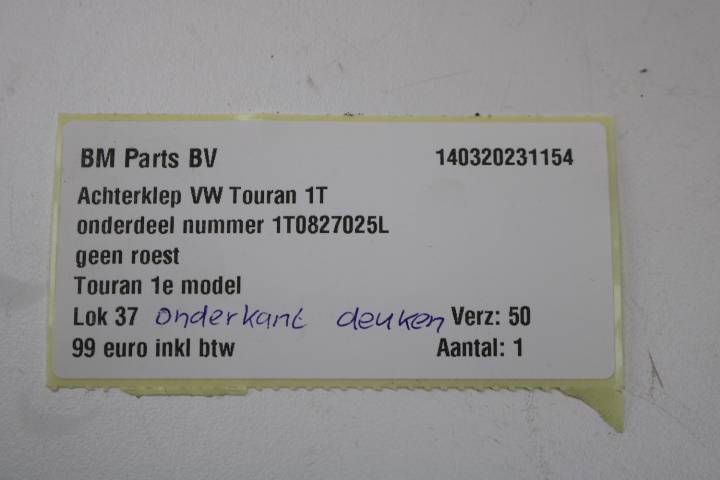 BM Parts BV 140320231154
Achterklep VW Touran 1T
onderdeel nummer 1T0827025L
geen roest
Touran 1e model
Lok 37 onderkant deuken Verz: 50
99 euro inkl btw Aantal: 1